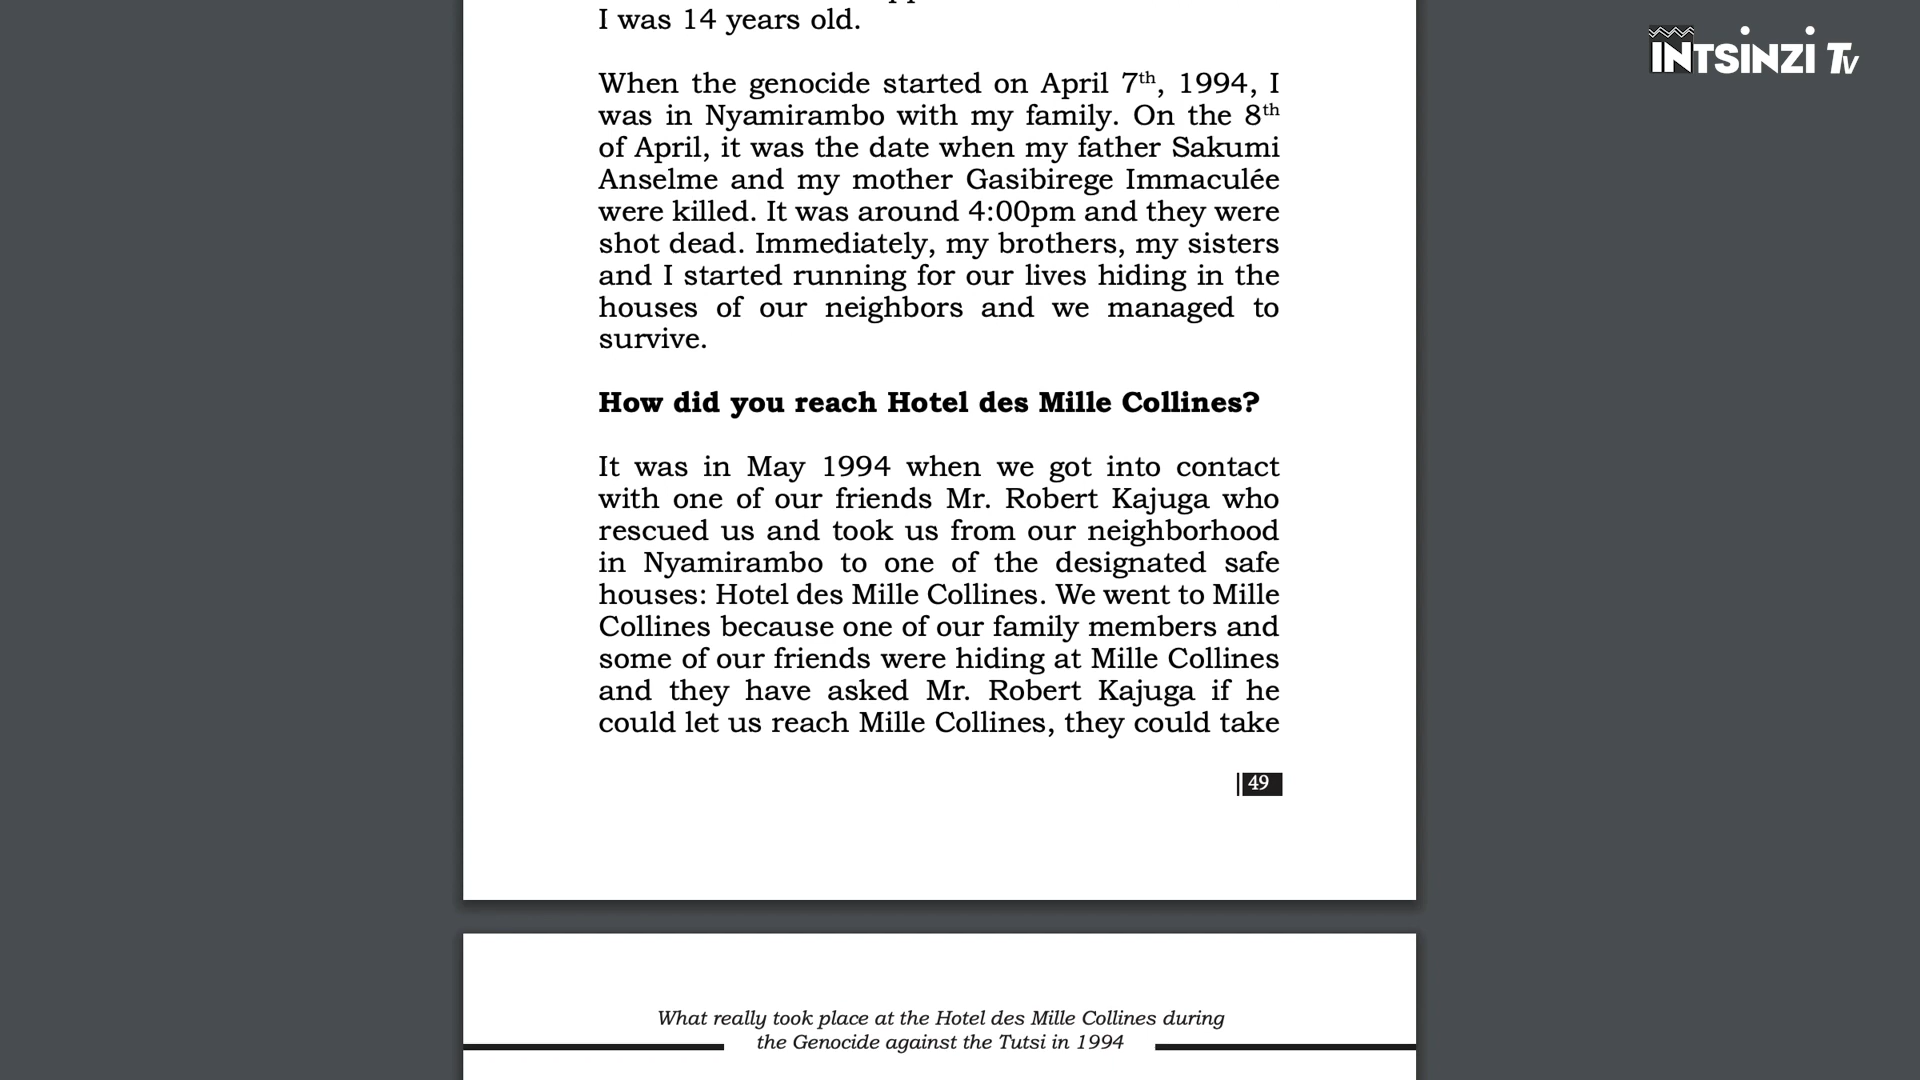 I was 14 years old.
INTSINZI TV
When the genocide started on April 7th, 1994, I
was in Nyamirambo with my family. On the 8th
of April, it was the date when my father Sakumi
Anselme and my mother Gasibirege Immaculée
were killed. It was around 4:00pm and they were
shot dead. Immediately, my brothers, my sisters
and I started running for our lives hiding in the
houses of our neighbors and we managed to
survive.
How did you reach Hotel des Mille Collines?
It was in May 1994 when we got into contact
with one of our friends Mr. Robert Kajuga who
rescued us and took us from our neighborhood
in Nyamirambo to one of the designated safe
houses: Hotel des Mille Collines. We went to Mille
Collines because one of our family members and
some of our friends were hiding at Mille Collines
and they have asked Mr. Robert Kajuga if he
could let us reach Mille Collines, they could take
49
What really took place at the Hotel des Mille Collines during
the Genocide against the Tutsi in 1994